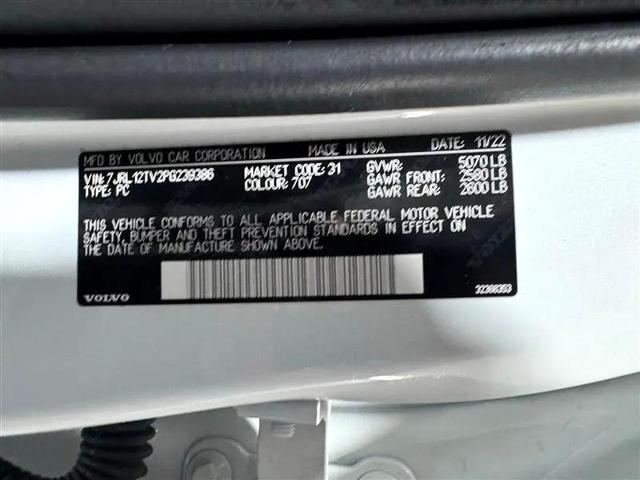 MFD BY VOLVO CAR CORPORATION MADE IN USA DATE: 11/22
VIN: 7JRL12TV2PG239386 MARKET CODE: 31 GVWR: 5070 LB
TYPE: PC COLOUR: 707 GAWR FRONT: 2580 LB
GAWR REAR: 2600 LB
THIS VEHICLE CONFORMS TO ALL APPLICABLE FEDERAL MOTOR VEHICLE
SAFETY, BUMPER AND THEFT PREVENTION STANDARDS IN EFFECT ON
THE DATE OF MANUFACTURE SHOWN ABOVE.
VOLVO 32366353